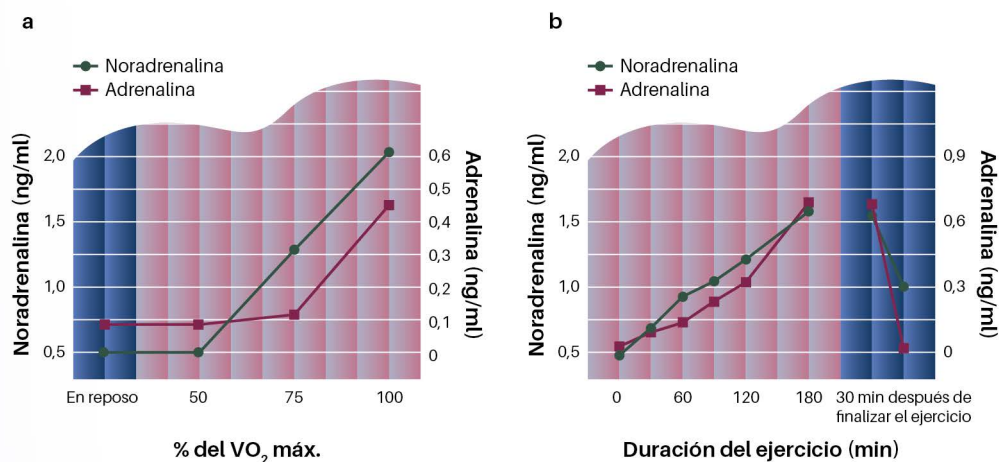 a
Noradrenalina
Adrenalina
Noradrenalina (ng/ml)
2,0
1,5
1,0
0,5
0,6
0,5
0,4
0,3
0,2
0,1
0
Adrenalina (ng/ml)
En reposo 50 75 100
% del VO₂ máx.
b
Noradrenalina
Adrenalina
Noradrenalina (ng/ml)
2,0
1,5
1,0
0,5
0,9
0,6
0,3
0
Adrenalina (ng/ml)
0 60 120 180 30 min después de
finalizar el ejercicio
Duración del ejercicio (min)